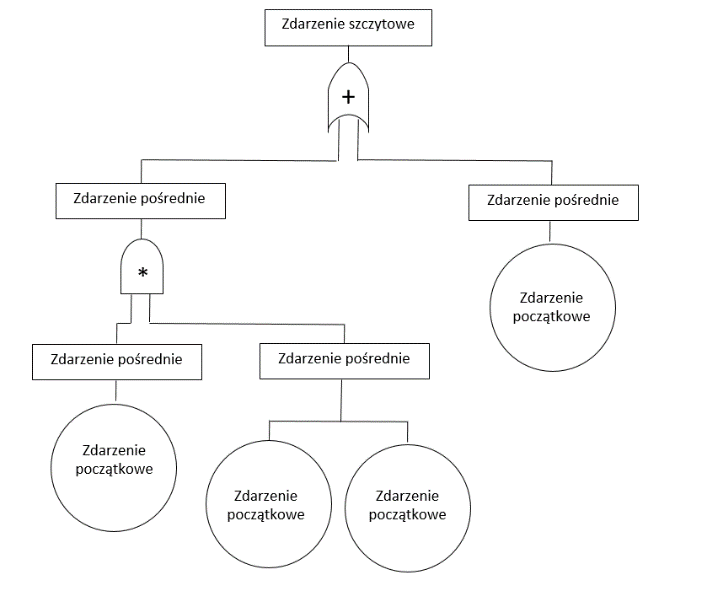 Zdarzenie szczytowe
+
Zdarzenie pośrednie
Zdarzenie pośrednie
*
Zdarzenie
początkowe
Zdarzenie pośrednie
Zdarzenie pośrednie
Zdarzenie
początkowe
Zdarzenie
początkowe
Zdarzenie
początkowe